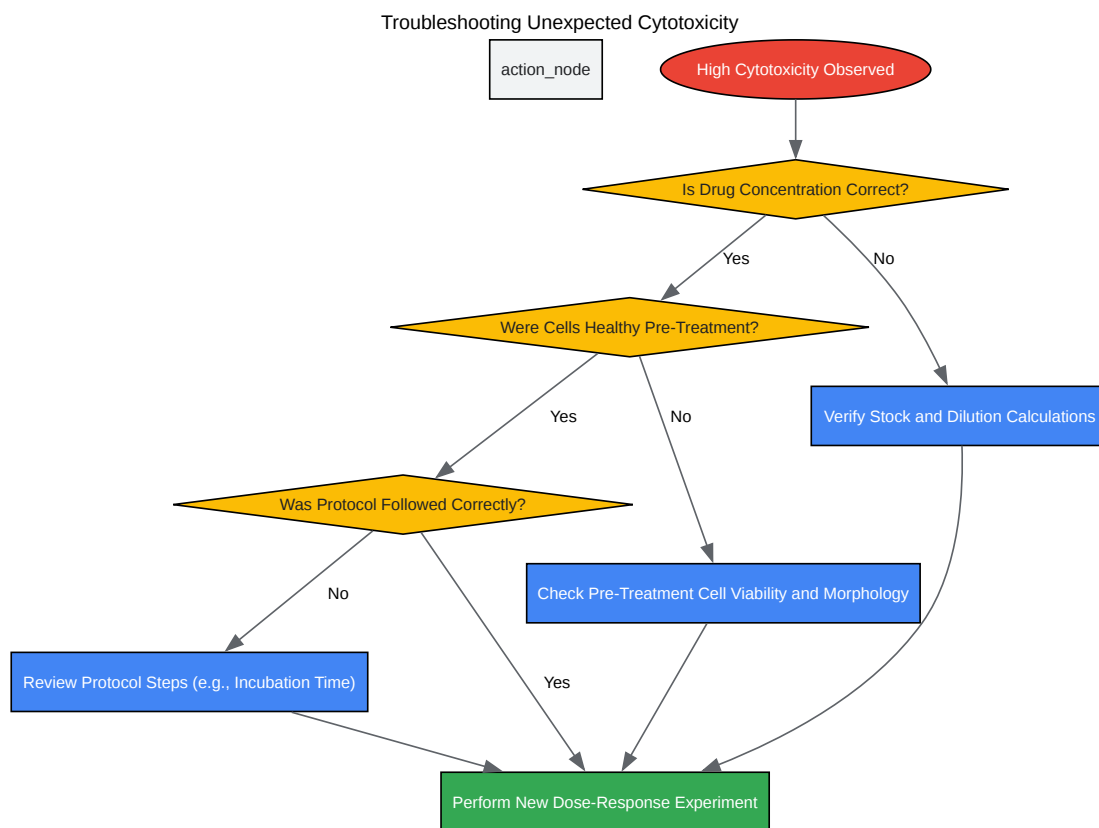 Troubleshooting Unexpected Cytotoxicity
action_node
High Cytotoxicity Observed
Is Drug Concentration Correct?
Yes
No
Were Cells Healthy Pre-Treatment?
Verify Stock and Dilution Calculations
Yes
No
Was Protocol Followed Correctly?
Check Pre-Treatment Cell Viability and Morphology
No
Review Protocol Steps (e.g., Incubation Time)
Yes
Perform New Dose-Response Experiment